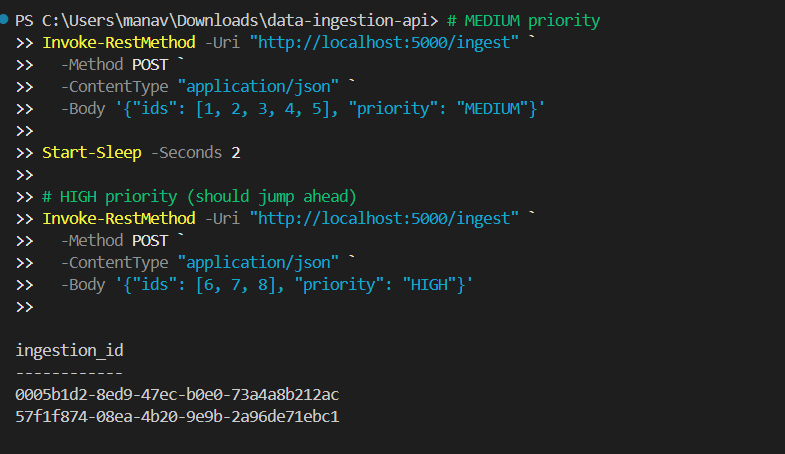 PS C:\Users\manav\Downloads\data-ingestion-api> # MEDIUM priority
>> Invoke-RestMethod -Uri "http://localhost:5000/ingest" `
>>   -Method POST `
>>   -ContentType "application/json" `
>>   -Body '{"ids": [1, 2, 3, 4, 5], "priority": "MEDIUM"}'
>>
>> Start-Sleep -Seconds 2
>>
>> # HIGH priority (should jump ahead)
>> Invoke-RestMethod -Uri "http://localhost:5000/ingest" `
>>   -Method POST `
>>   -ContentType "application/json" `
>>   -Body '{"ids": [6, 7, 8], "priority": "HIGH"}'
>>
ingestion_id
------------
0005b1d2-8ed9-47ec-b0e0-73a4a8b212ac
57f1f874-08ea-4b20-9e9b-2a96de71ebc1